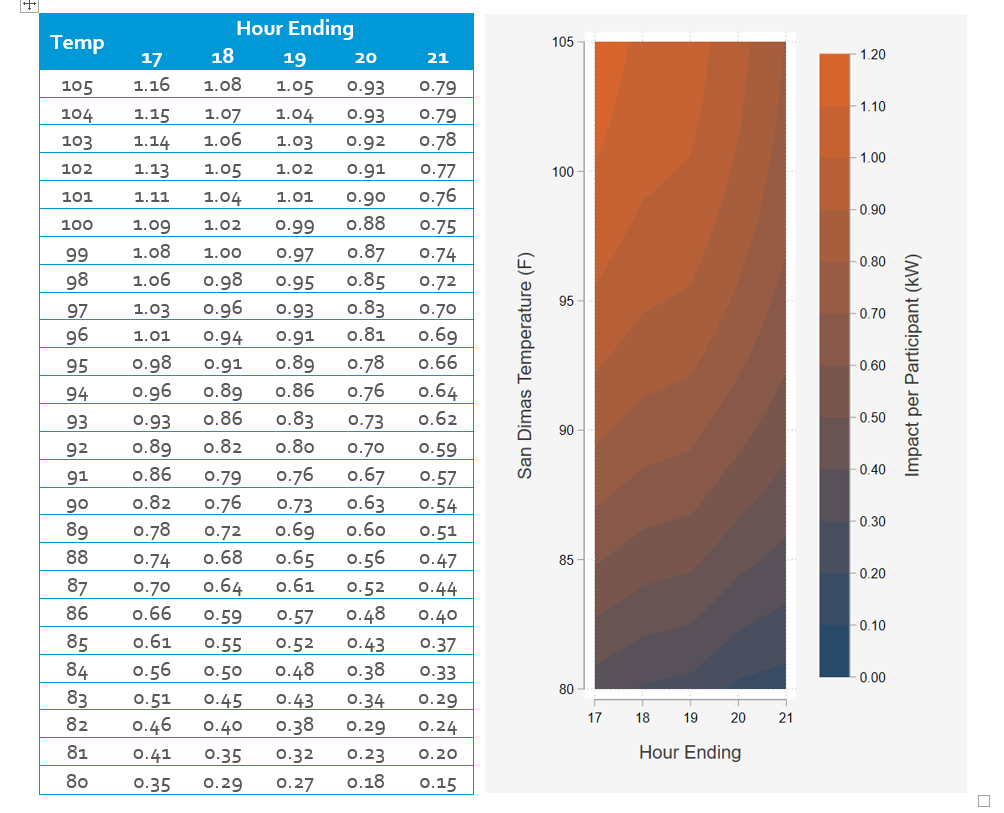 Temp Hour Ending
17 18 19 20 21
105 1.16 1.08 1.05 0.93 0.79
104 1.15 1.07 1.04 0.93 0.79
103 1.14 1.06 1.03 0.92 0.78
102 1.13 1.05 1.02 0.91 0.77
101 1.11 1.04 1.01 0.90 0.76
100 1.09 1.02 0.99 0.88 0.75
99 1.08 1.00 0.97 0.87 0.74
98 1.06 0.98 0.95 0.85 0.72
97 1.03 0.96 0.93 0.83 0.70
96 1.01 0.94 0.91 0.81 0.69
95 0.98 0.91 0.89 0.78 0.66
94 0.96 0.89 0.86 0.76 0.64
93 0.93 0.86 0.83 0.73 0.62
92 0.89 0.82 0.80 0.70 0.59
91 0.86 0.79 0.76 0.67 0.57
90 0.82 0.76 0.73 0.63 0.54
89 0.78 0.72 0.69 0.60 0.51
88 0.74 0.68 0.65 0.56 0.47
87 0.70 0.64 0.61 0.52 0.44
86 0.66 0.59 0.57 0.48 0.40
85 0.61 0.55 0.52 0.43 0.37
84 0.56 0.50 0.48 0.38 0.33
83 0.51 0.45 0.43 0.34 0.29
82 0.46 0.40 0.38 0.29 0.24
81 0.41 0.35 0.32 0.23 0.20
80 0.35 0.29 0.27 0.18 0.15
San Dimas Temperature (F)
105
100
95
90
85
80
17 18 19 20 21
Hour Ending
1.20
1.10
1.00
0.90
0.80
0.70
0.60
0.50
0.40
0.30
0.20
0.10
0.00
Impact per Participant (kW)